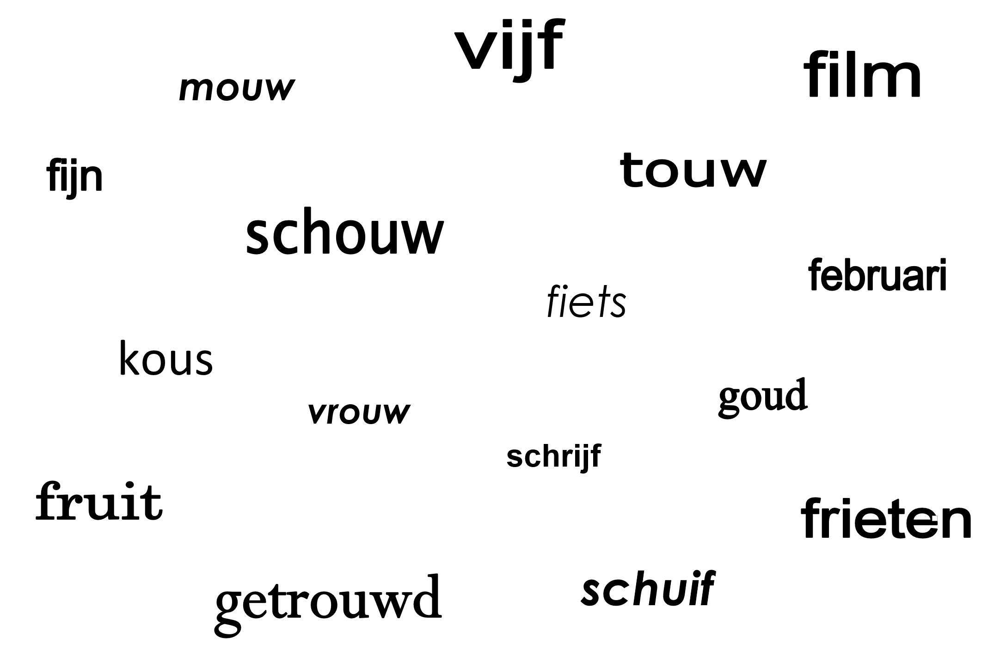 vijf
film
mouw
fijn
touw
schouw
februari
fiets
kous
goud
vrouw
schrijf
fruit
frieten
getrouwd
schuif